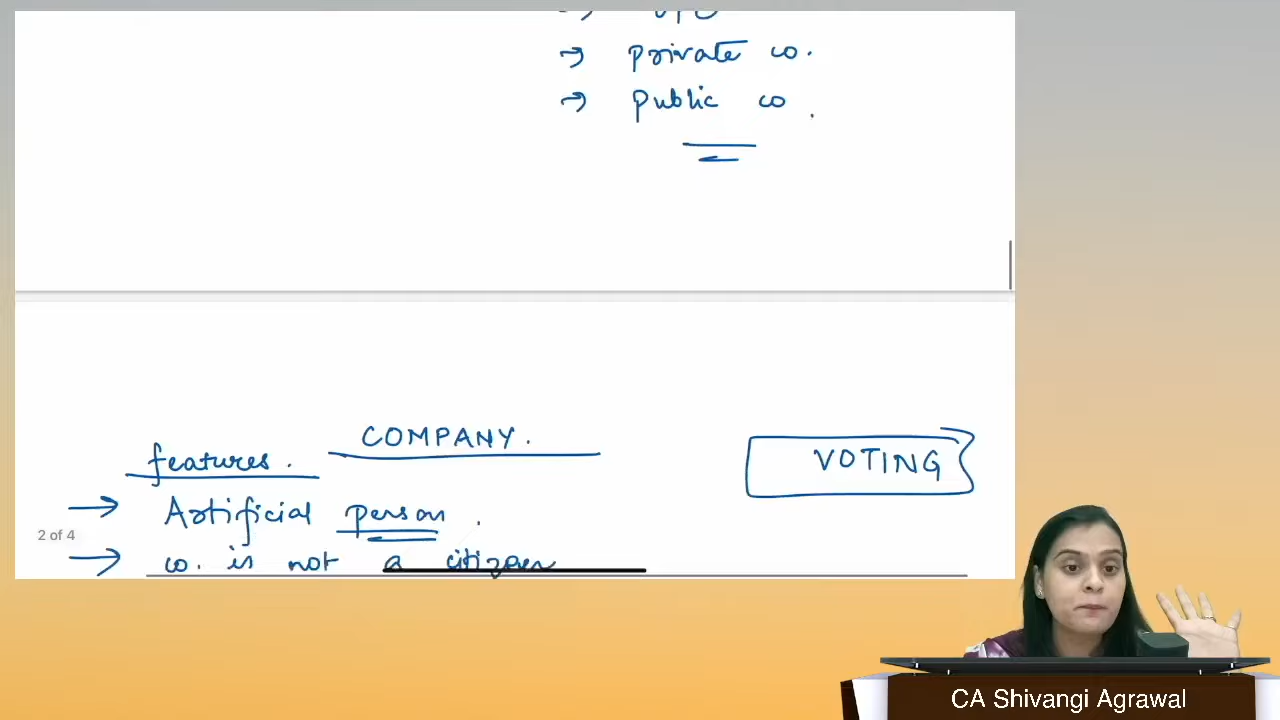 → private co.
→ public co.
COMPANY.
features.
VOTING
→ Artificial person.
2 of 4
→ co. is not a citizen
CA Shivangi Agrawal